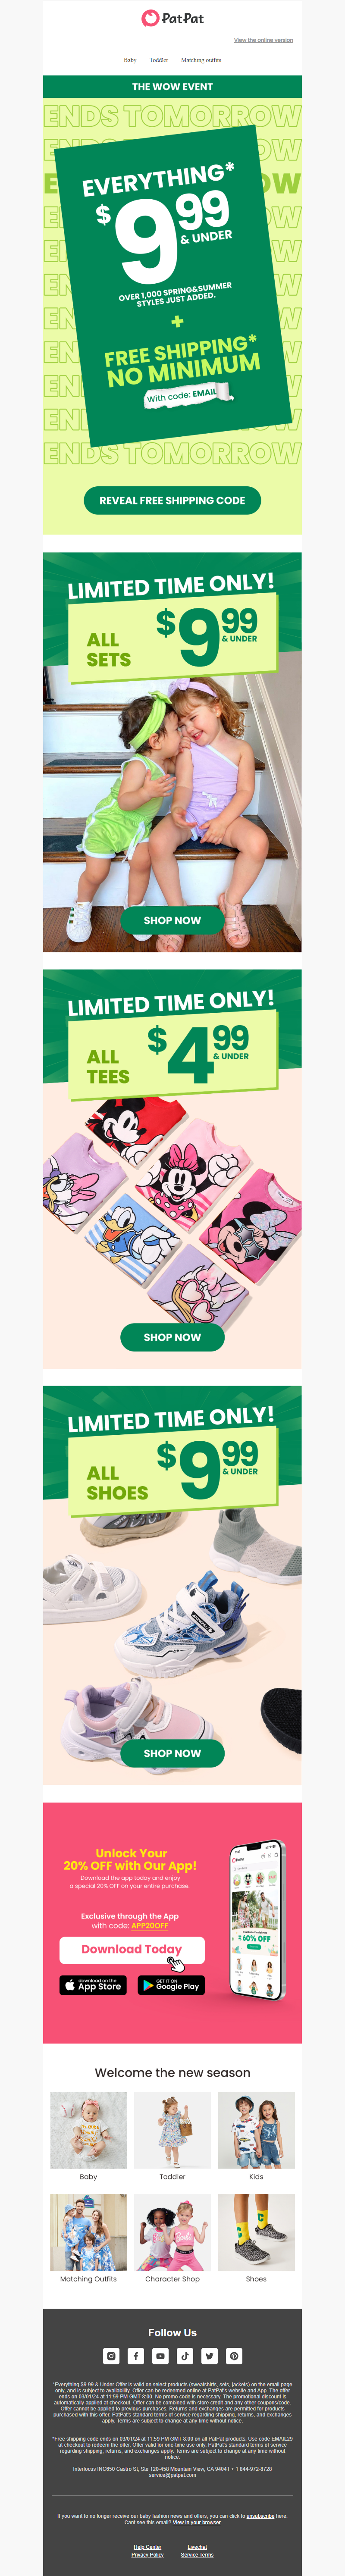 PatPat
View the online version
Baby Toddler Matching outfits
THE WOW EVENT
ENDS TOMORROW
EVERYTHING*
$9.99
& UNDER
OVER 1,000 SPRING&SUMMER
STYLES JUST ADDED.
+
FREE SHIPPING*
NO MINIMUM
With code: EMAIL
ENDS TOMORROW
REVEAL FREE SHIPPING CODE
LIMITED TIME ONLY!
ALL SETS
$9.99
& UNDER
SHOP NOW
LIMITED TIME ONLY!
ALL TEES
$4.99
& UNDER
SHOP NOW
LIMITED TIME ONLY!
ALL SHOES
$9.99
& UNDER
SHOP NOW
Unlock Your
20% OFF with Our App!
Download the app today and enjoy
a special 20% OFF on your entire purchase.
Exclusive through the App
with code: APP20OFF
Download Today
Download on the App Store
GET IT ON Google Play
60% OFF
Welcome the new season
Baby Toddler Kids
Matching Outfits Character Shop Shoes
Follow Us
*Everything $9.99 & Under Offer is valid on select products (sweatshirts, sets, jackets) on the email page
only, and is subject to availability. Offer can be redeemed online at PatPat's website and App. The offer
ends on 03/01/24 at 11:59 PM GMT-8:00. No promo code is necessary. The promotional discount is
automatically applied at checkout. Offer can be combined with store credit and any other coupons/code.
Offer cannot be applied to previous purchases. Returns and exchanges are permitted for products
purchased with this offer. PatPat's standard terms of service regarding shipping, returns, and exchanges
apply. Terms are subject to change at any time without notice.
*Free shipping code ends on 03/01/24 at 11:59 PM GMT-8:00 on all PatPat products. Use code EMAIL29
at checkout to redeem the offer. Offer valid for one-time use only. PatPat's standard terms of service
regarding shipping, returns, and exchanges apply. Terms are subject to change at any time without
notice.
Interfocus INC650 Castro St, Ste 120-458 Mountain View, CA 94041 + 1 844-972-8728
service@patpat.com
If you want to no longer receive our baby fashion news and offers, you can click to unsubscribe here.
Cant see this email? View in your browser
Help Center Livechat
Privacy Policy Service Terms